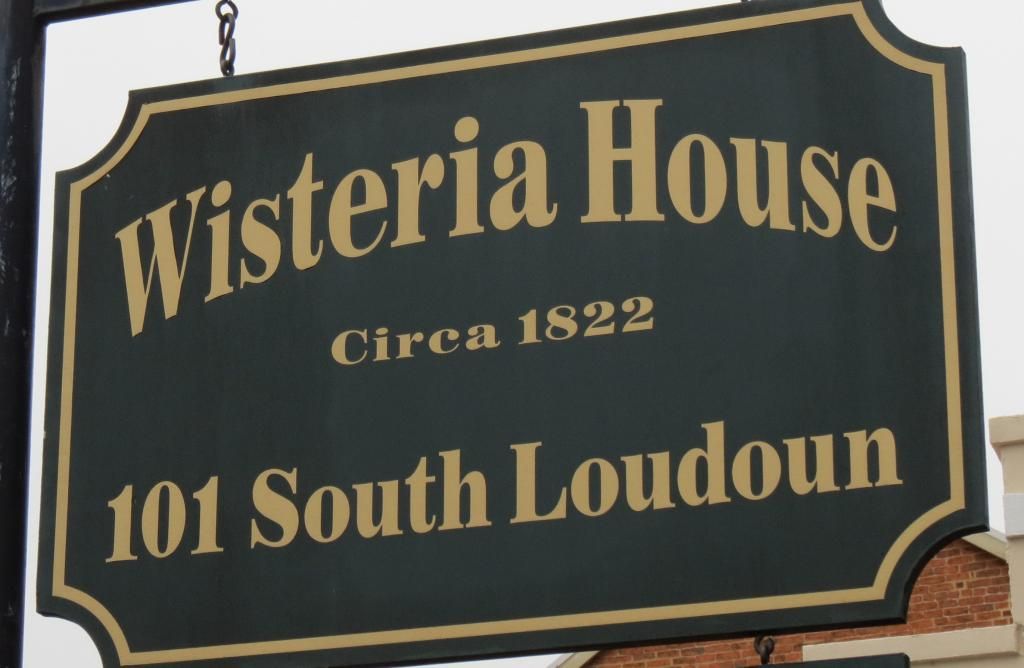 Wisteria House
Circa 1822
101 South Loudoun